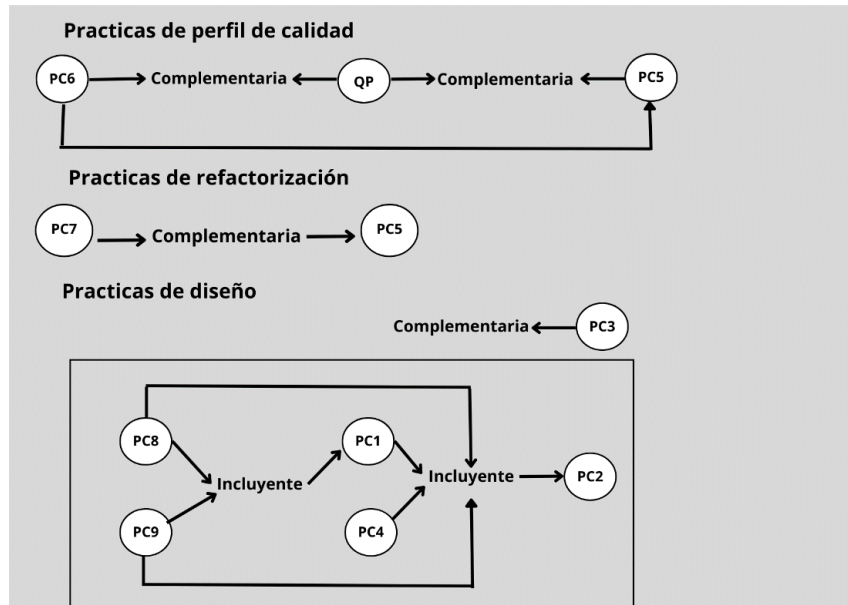 Practicas de perfil de calidad
PC6 Complementaria QP Complementaria PC5
Practicas de refactorización
PC7 Complementaria PC5
Practicas de diseño
Complementaria PC3
PC8 PC1
Incluyente Incluyente PC2
PC9 PC4